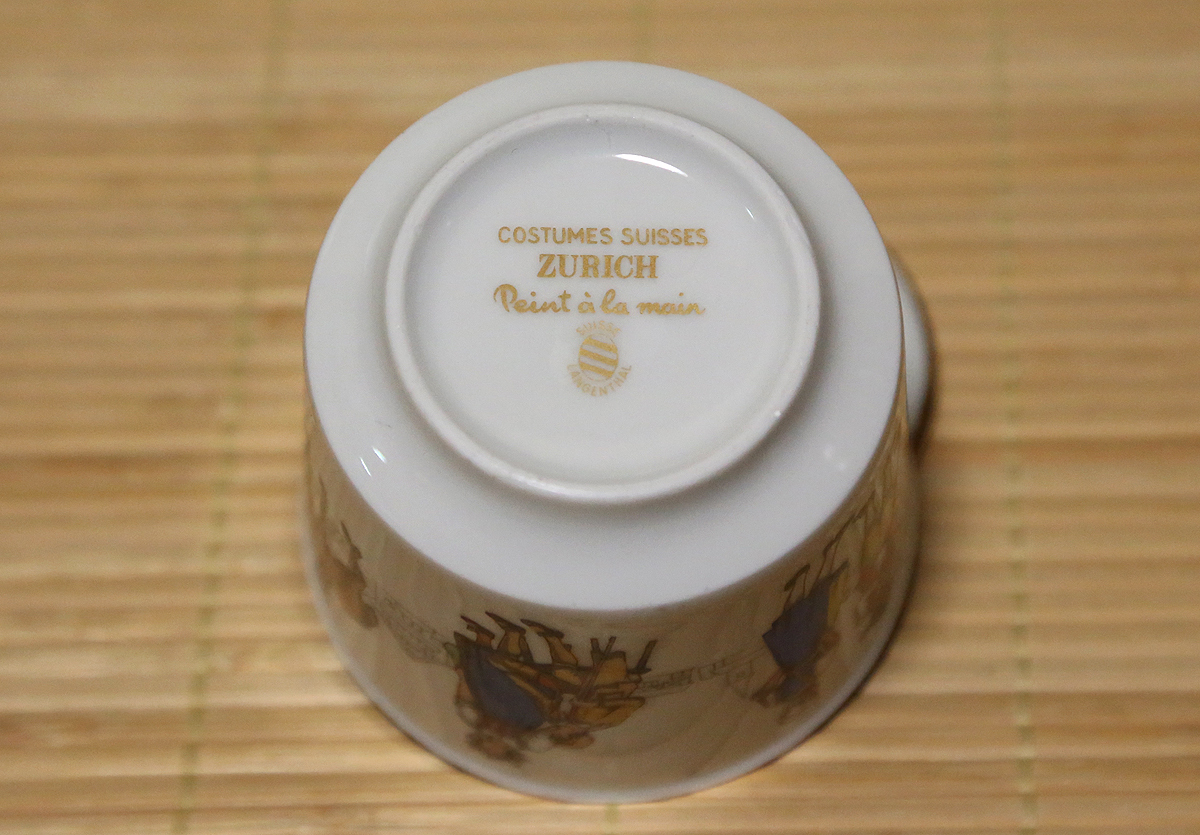 COSTUMES SUISSES
ZURICH
Peint à la main
SUISSE
LANGENTHAL